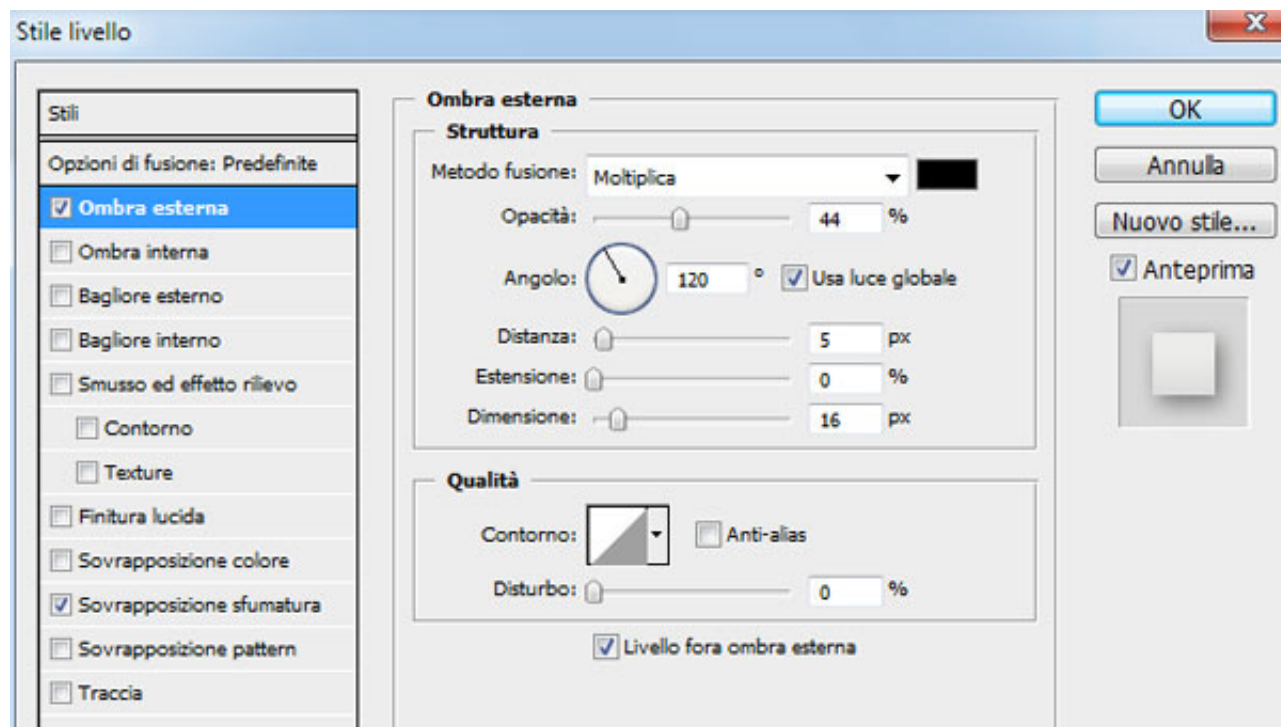 Stile livello
Stili
Opzioni di fusione: Predefinite
Ombra esterna
Ombra interna
Bagliore esterno
Bagliore interno
Smusso ed effetto rilievo
Contorno
Texture
Finitura lucida
Sovrapposizione colore
Sovrapposizione sfumatura
Sovrapposizione pattern
Traccia
Ombra esterna
Struttura
Metodo fusione: Moltiplica
Opacità: 44 %
Angolo: 120 ° Usa luce globale
Distanza: 5 px
Estensione: 0 %
Dimensione: 16 px
Qualità
Contorno: Anti-alias
Disturbo: 0 %
Livello fora ombra esterna
OK
Annulla
Nuovo stile...
Anteprima